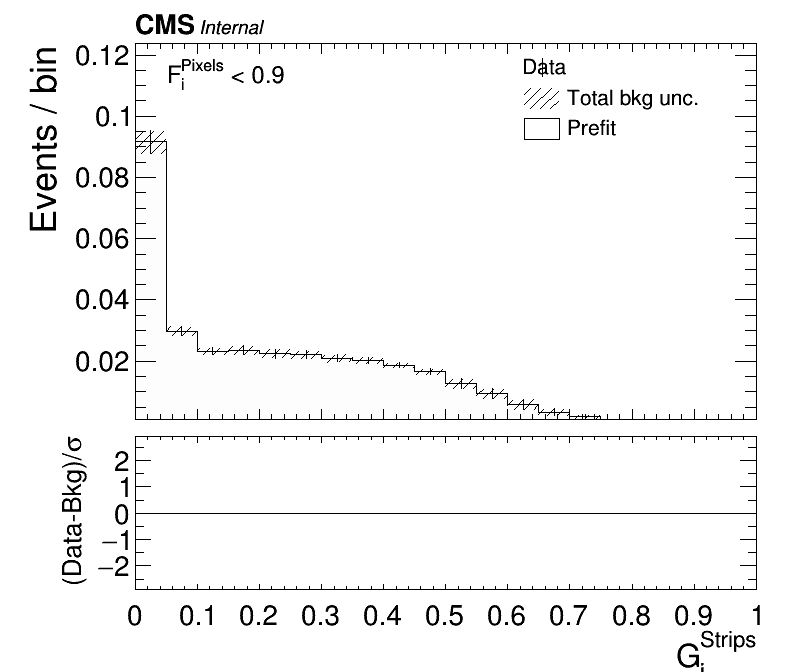 CMS Internal
F_i^Pixels < 0.9
Data
Total bkg unc.
Prefit
Events / bin
0.12
0.1
0.08
0.06
0.04
0.02
(Data-Bkg)/σ
2
1
0
−1
−2
0 0.1 0.2 0.3 0.4 0.5 0.6 0.7 0.8 0.9 1
G_i^Strips